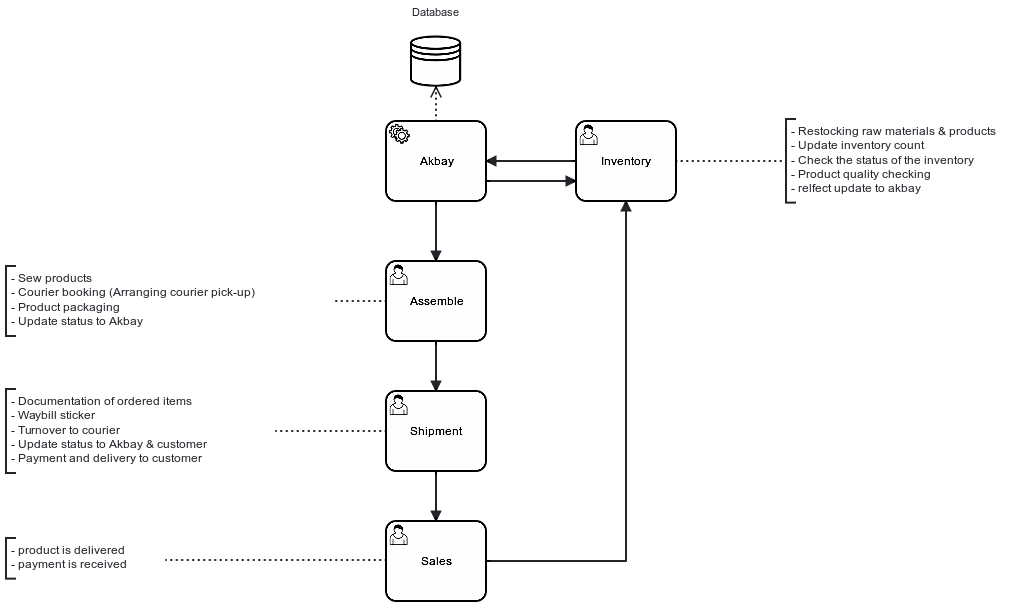 Database
Akbay
Inventory
- Restocking raw materials & products
- Update inventory count
- Check the status of the inventory
- Product quality checking
- relfect update to akbay
- Sew products
- Courier booking (Arranging courier pick-up)
- Product packaging
- Update status to Akbay
Assemble
- Documentation of ordered items
- Waybill sticker
- Turnover to courier
- Update status to Akbay & customer
- Payment and delivery to customer
Shipment
- product is delivered
- payment is received
Sales